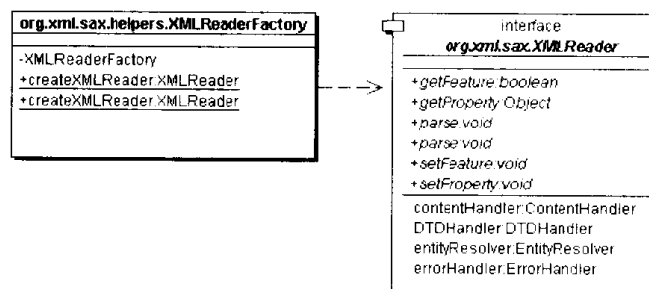 org.xml.sax.helpers.XMLReaderFactory
-XMLReaderFactory
+createXMLReader:XMLReader
+createXMLReader:XMLReader
interface
org.xml.sax.XMLReader
+getFeature:boolean
+getProperty:Object
+parse:void
+parse:void
+setFeature:void
+setProperty:void
contentHandler:ContentHandler
DTDHandler:DTDHandler
entityResolver:EntityResolver
errorHandler:ErrorHandler